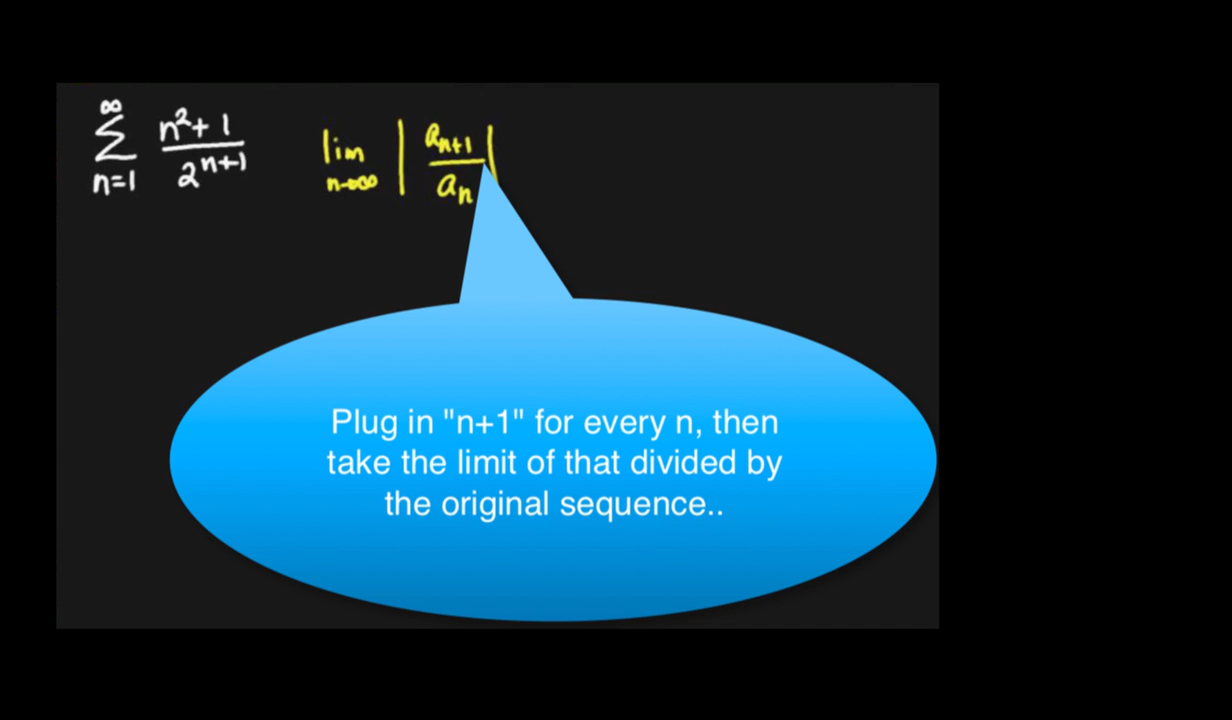 ∞
∑ n²+1 / 2ⁿ⁺¹
n=1
lim | aₙ₊₁ / aₙ |
n→∞
Plug in "n+1" for every n, then
take the limit of that divided by
the original sequence..